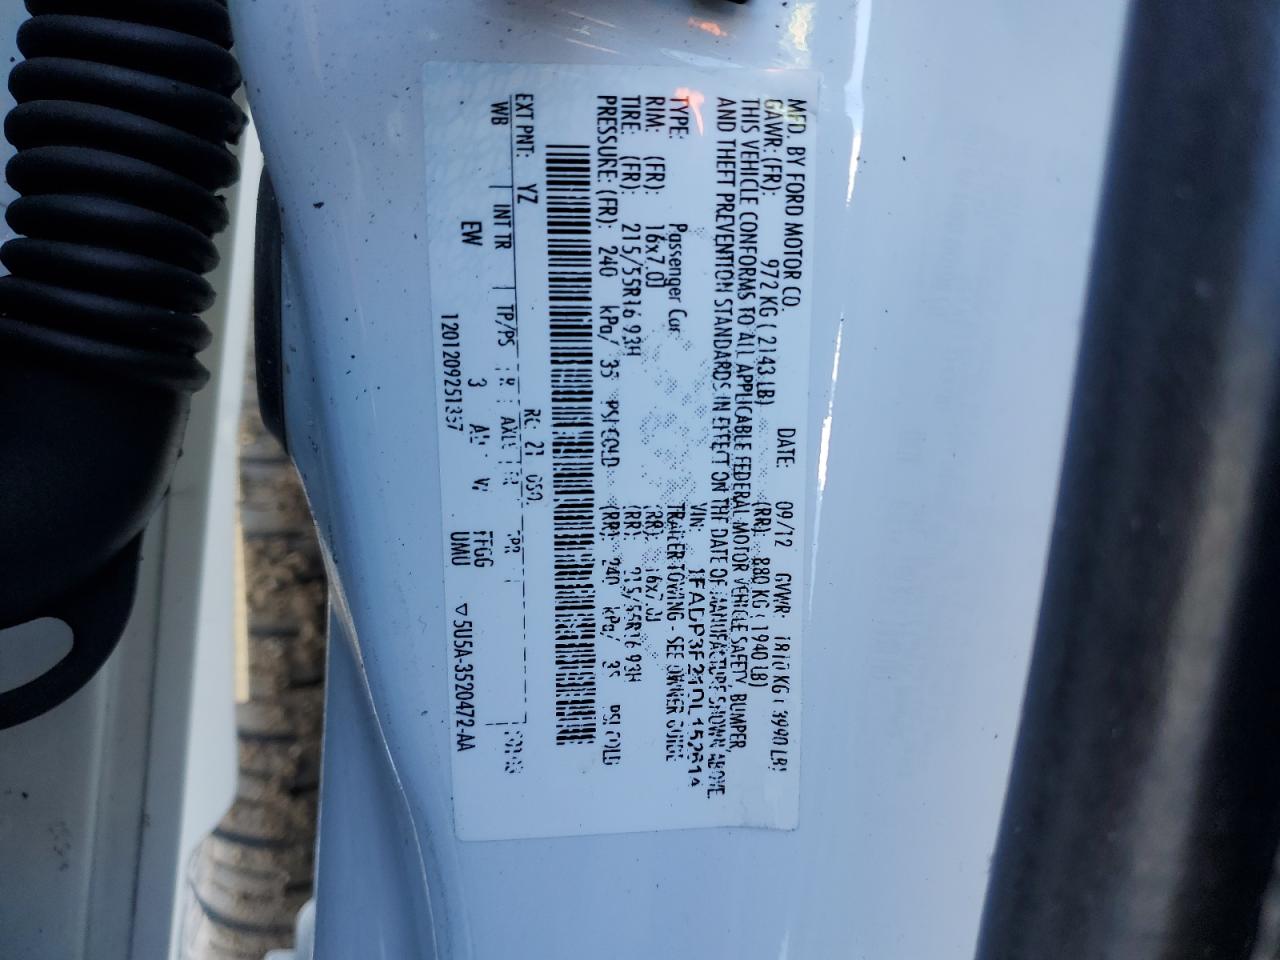 MFD. BY FORD MOTOR CO.
DATE: 09/12 GVWR: KG
GAWR: (FR): 972 KG ( 2143 LB) (RR): 880 KG ( 1940 LB)
THIS VEHICLE CONFORMS TO ALL APPLICABLE FEDERAL MOTOR VEHICLE SAFETY, BUMPER,
AND THEFT PREVENTION STANDARDS IN EFFECT ON THE DATE OF MANUFACTURE SHOWN ABOVE.
VIN:
TYPE: Passenger Car TRAILER TOWING - SEE OWNER GUIDE
RIM: (FR): 16x7.0J (RR): 16x7.0J
TIRE: (FR): 215/55R16 93H (RR): 215/55R16 93H
PRESSURE: (FR): 240 kPa/ 35 PSI COLD (RR): 240 kPa/ 35 PSI COLD
EXT PNT: YZ
WB INT TR TP/PS
EW 3 FFGG
1201209251337 UMU ▽5U5A-3520472-AA